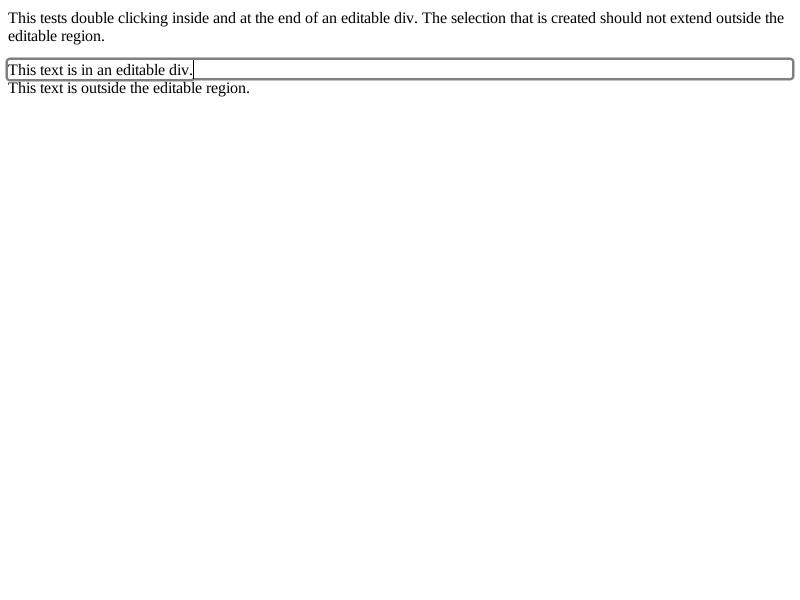 This tests double clicking inside and at the end of an editable div. The selection that is created should not extend outside the
editable region.
This text is in an editable div.
This text is outside the editable region.